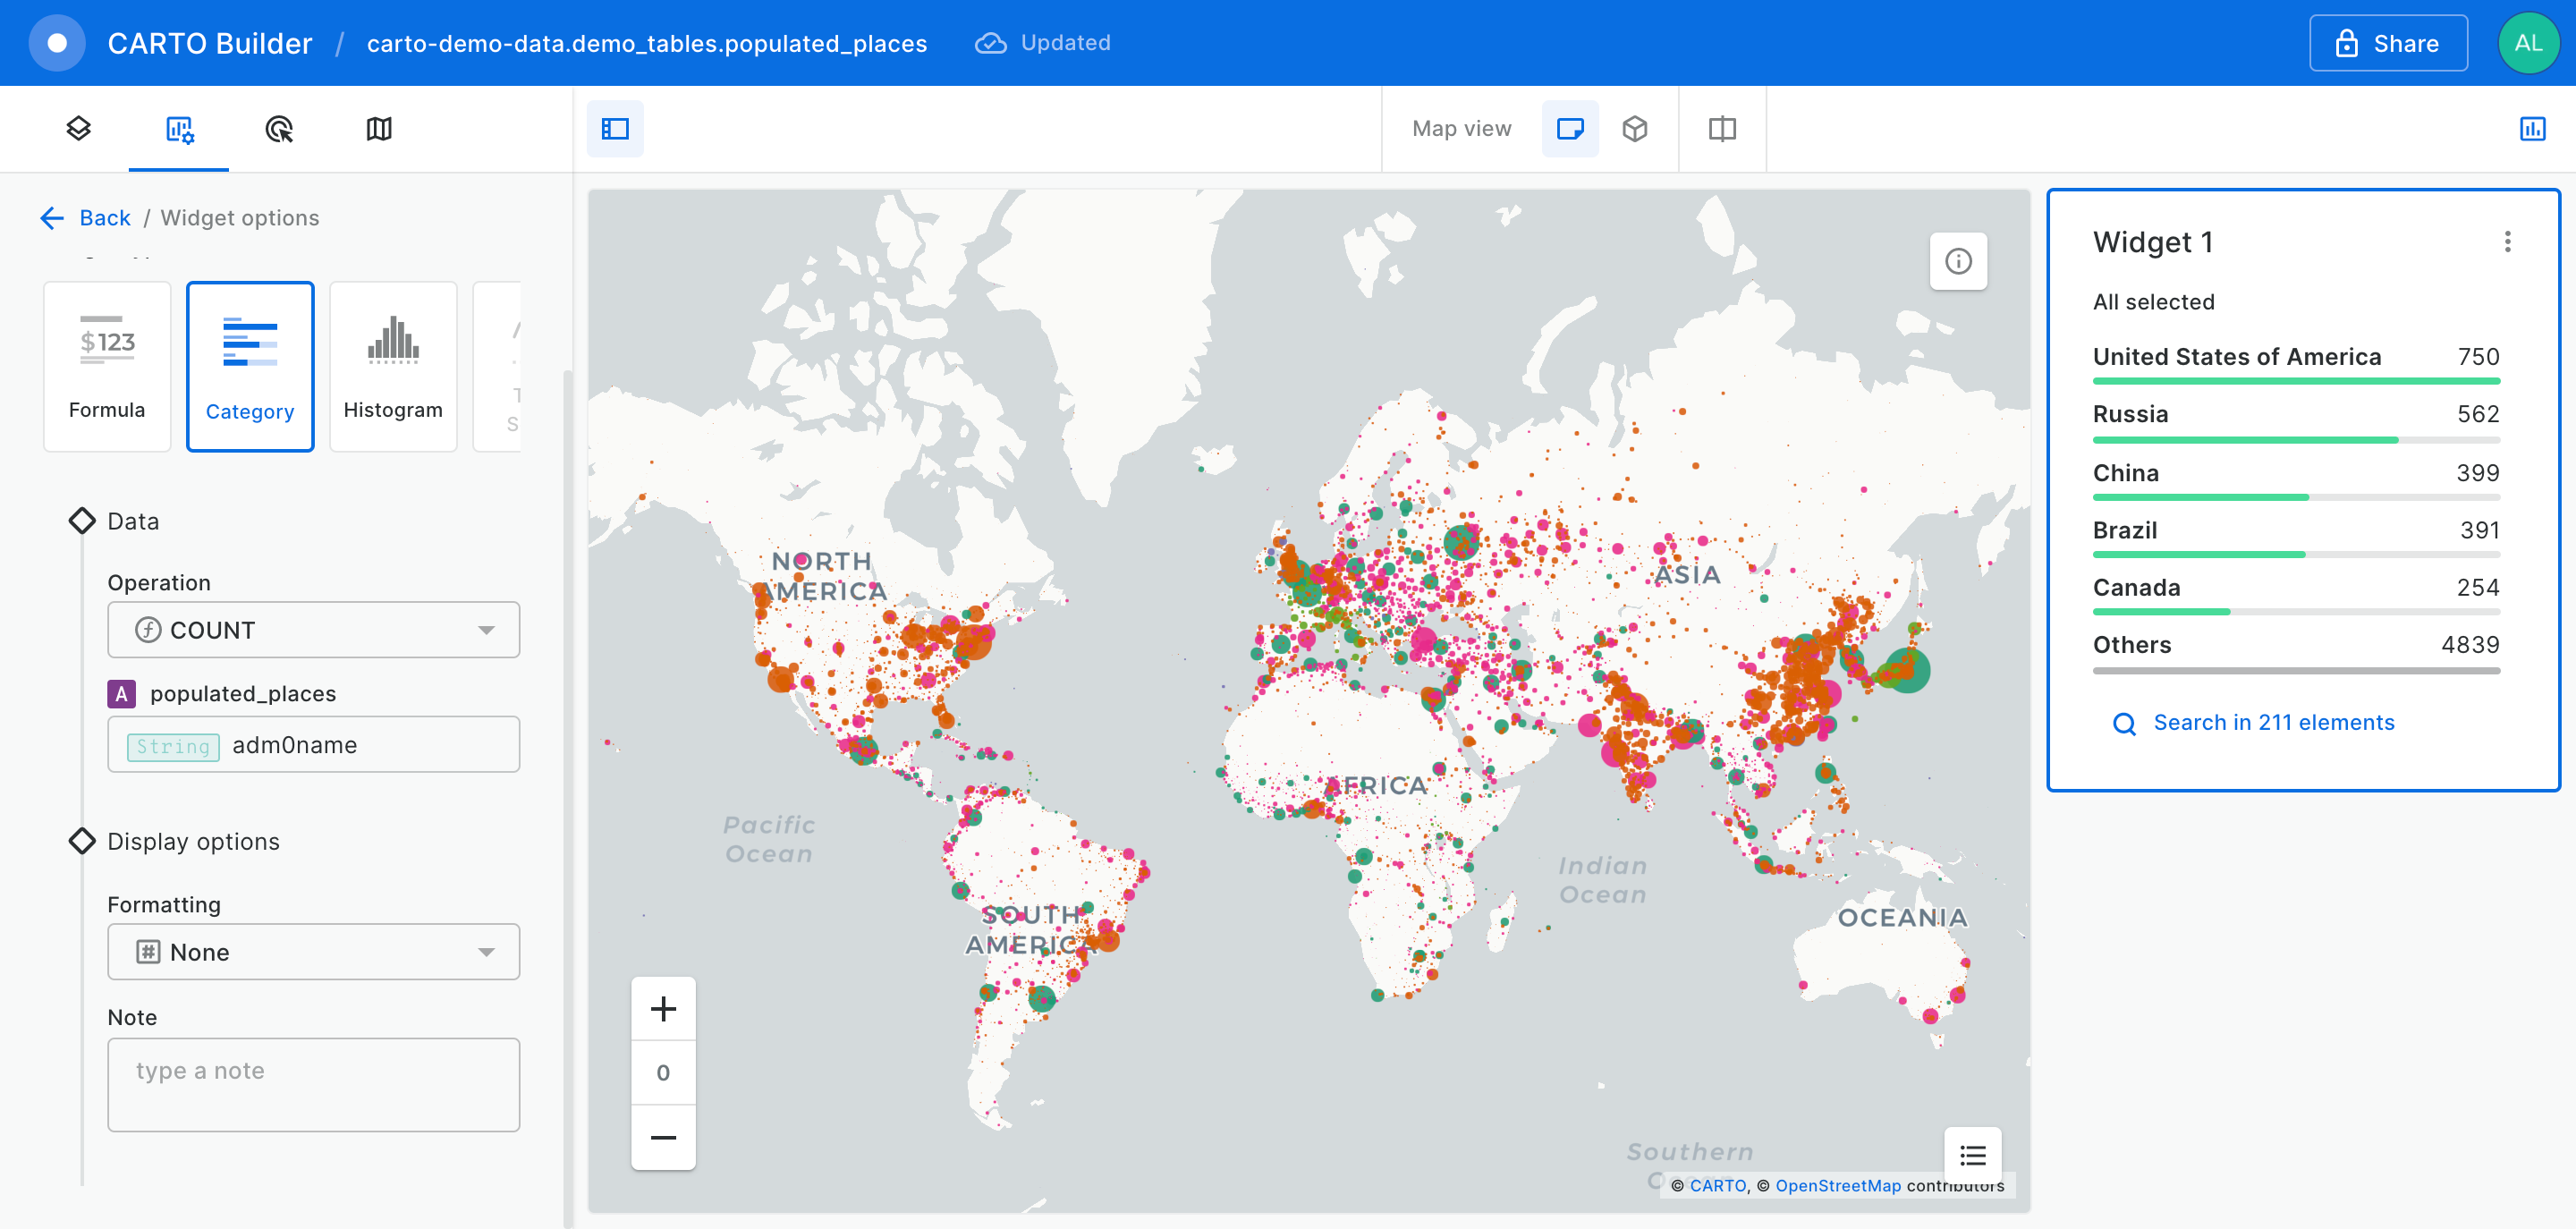 CARTO Builder / carto-demo-data.demo_tables.populated_places Updated Share AL
Map view
Back / Widget options
$123
Formula
Category
Histogram
Data
Operation
COUNT
A populated_places
String adm0name
Display options
Formatting
# None
Note
type a note
NORTH
AMERICA
ASIA
AFRICA
Pacific
Ocean
Indian
Ocean
SOUTH
AMERICA
OCEANIA
Southern
+
0
−
© CARTO, © OpenStreetMap contributors
Widget 1
All selected
United States of America 750
Russia 562
China 399
Brazil 391
Canada 254
Others 4839
Search in 211 elements